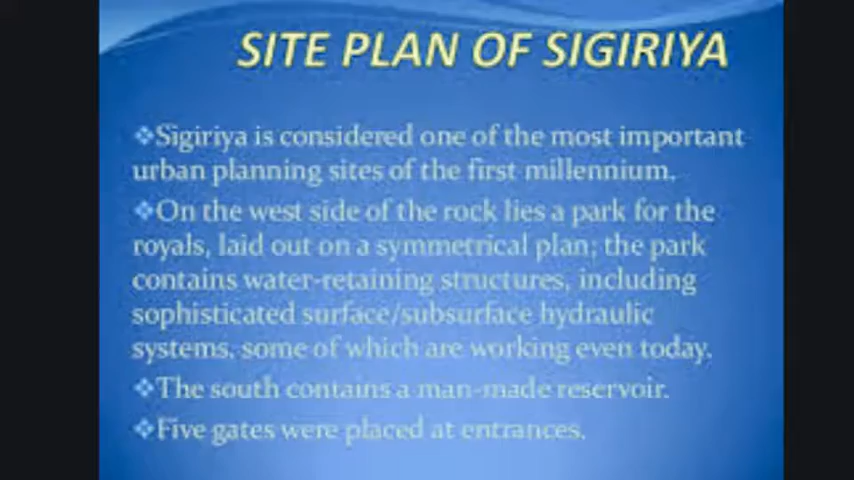 SITE PLAN OF SIGIRIYA
❖Sigiriya is considered one of the most important
urban planning sites of the first millennium.
❖On the west side of the rock lies a park for the
royals, laid out on a symmetrical plan; the park
contains water-retaining structures, including
sophisticated surface/subsurface hydraulic
systems, some of which are working even today.
❖The south contains a man-made reservoir.
❖Five gates were placed at entrances.